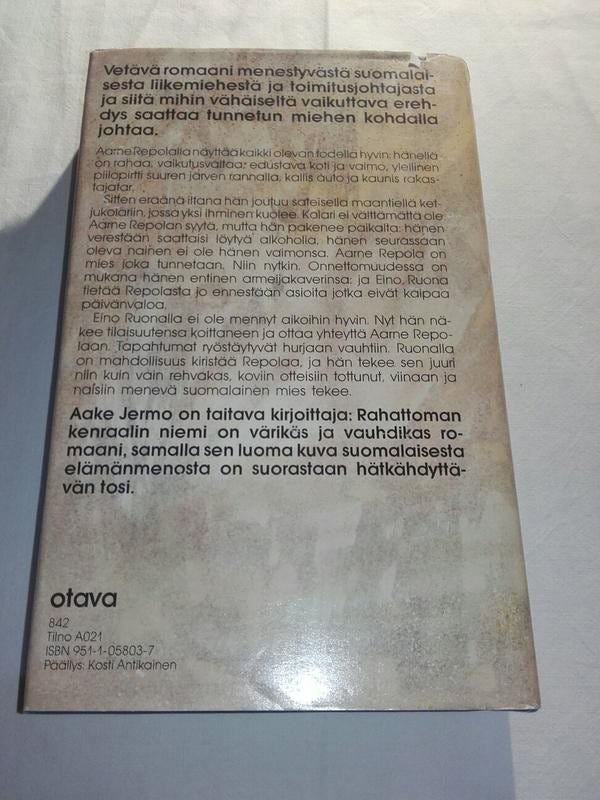 Vetävä romaani menestyvästä suomalai-
sesta liikemiehestä ja toimitusjohtajasta
ja siitä mihin vähäiseltä vaikuttava ereh-
dys saattaa tunnetun miehen kohdalla
johtaa.
Aarne Repolalla näyttää kaikki olevan todella hyvin: hänellä
on rahaa, vaikutusvaltaa, edustava koti ja vaimo, ylellinen
piilopirtti suuren järven rannalla, kallis auto ja kaunis rakas-
tajatar.
Sitten eräänä iltana hän joutuu sateisella maantiellä ket-
jukolariin, jossa yksi ihminen kuolee. Kolari ei välttämättä ole
Aarne Repolan syytä, mutta hän pakenee paikalta: hänen
verestään saattaisi löytyä alkoholia, hänen seurassaan
oleva nainen ei ole hänen vaimonsa. Aarne Repola on
mies joka tunnetaan. Niin nytkin. Onnettomuudessa on
mukana hänen entinen armeijakaverinsa; ja Eino Ruona
tietää Repolasta jo ennestään asioita jotka eivät kaipaa
päivänvaloa.
Eino Ruonalla ei ole mennyt aikoihin hyvin. Nyt hän nä-
kee tilaisuutensa koittaneen ja ottaa yhteyttä Aarne Repo-
laan. Tapahtumat ryöstäytyvät hurjaan vauhtiin. Ruonalla
on mahdollisuus kiristää Repolaa, ja hän tekee sen juuri
niin kuin vain rehvakas, koviin otteisiin tottunut, viinaan ja
naisiin menevä suomalainen mies tekee.
Aake Jermo on taitava kirjoittaja: Rahattoman
kenraalin niemi on värikäs ja vauhdikas ro-
maani, samalla sen luoma kuva suomalaisesta
elämänmenosta on suorastaan hätkähdyttä-
vän tosi.
otava
842
Tilno A021
ISBN 951-1-05803-7
Päällys: Kosti Antikainen